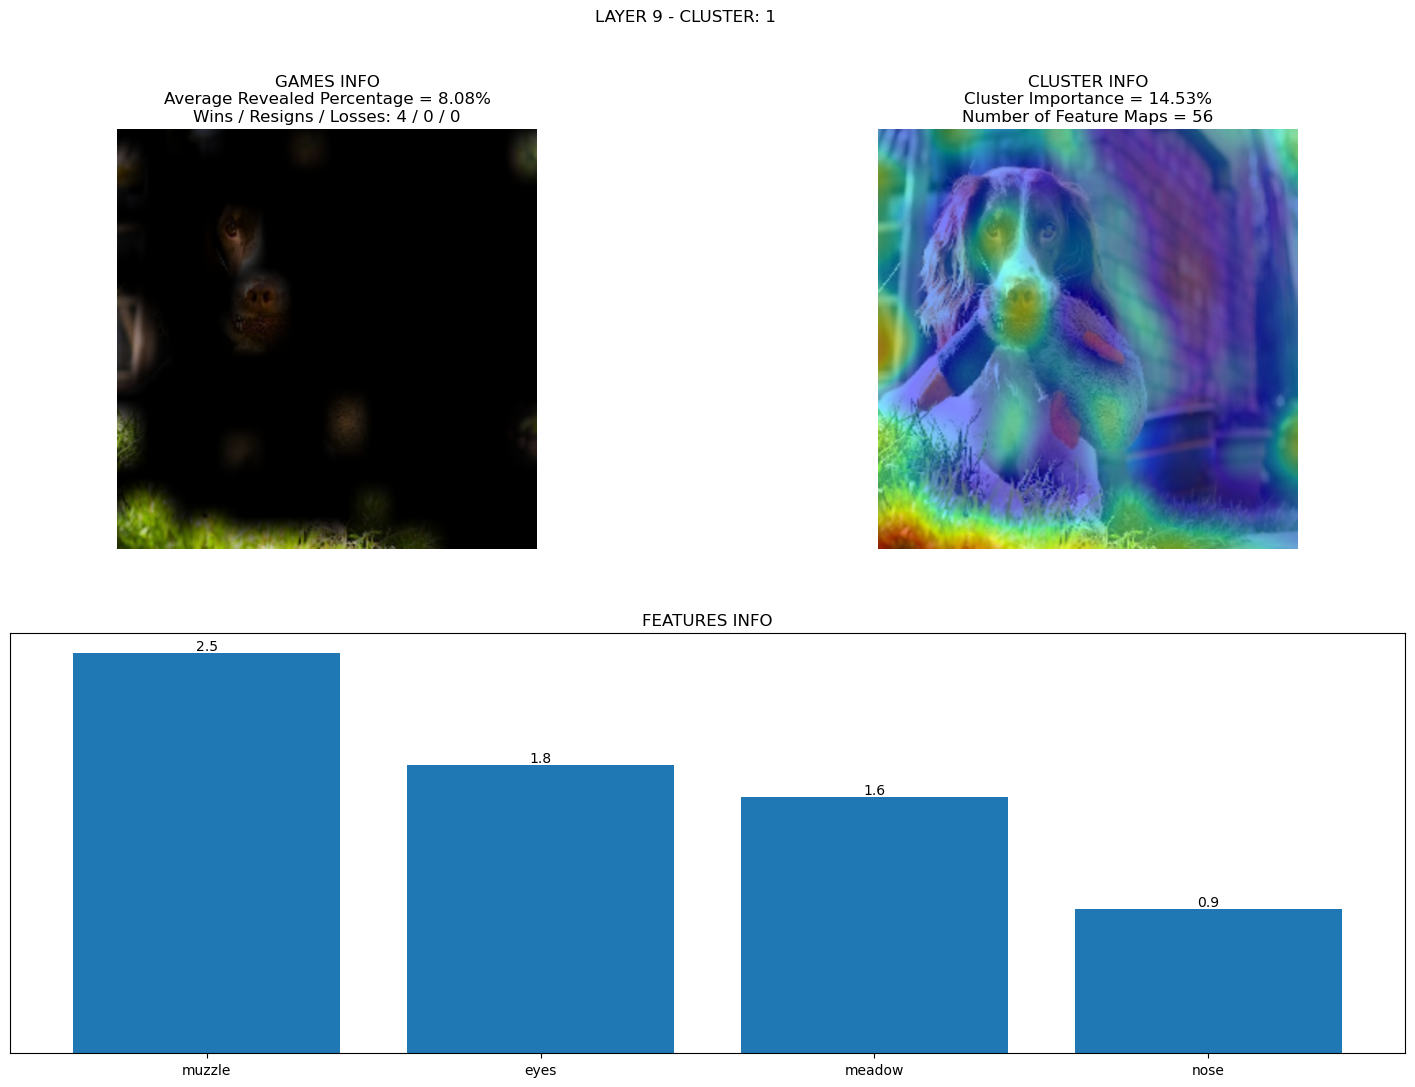 LAYER 9 - CLUSTER: 1
GAMES INFO
Average Revealed Percentage = 8.08%
Wins / Resigns / Losses: 4 / 0 / 0
CLUSTER INFO
Cluster Importance = 14.53%
Number of Feature Maps = 56
FEATURES INFO
2.5
1.8
1.6
0.9
muzzle
eyes
meadow
nose